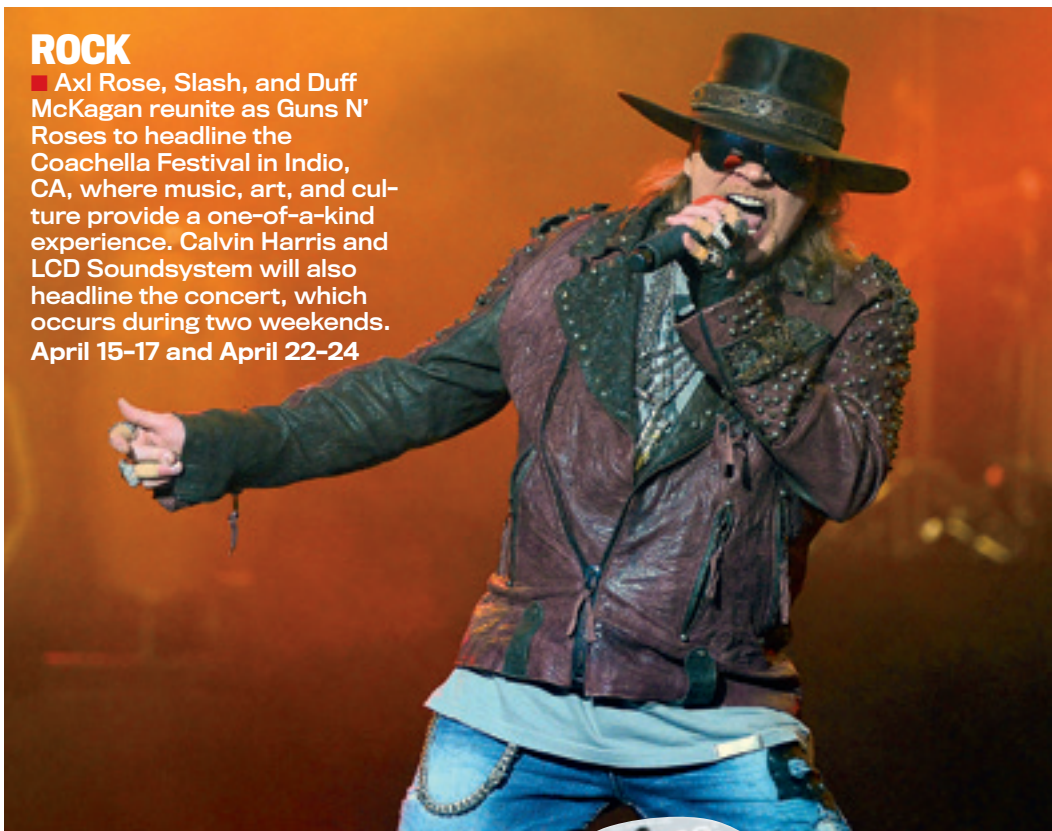 ROCK
■ Axl Rose, Slash, and Duff
McKagan reunite as Guns N’
Roses to headline the
Coachella Festival in Indio,
CA, where music, art, and cul-
ture provide a one-of-a-kind
experience. Calvin Harris and
LCD Soundsystem will also
headline the concert, which
occurs during two weekends.
April 15–17 and April 22–24